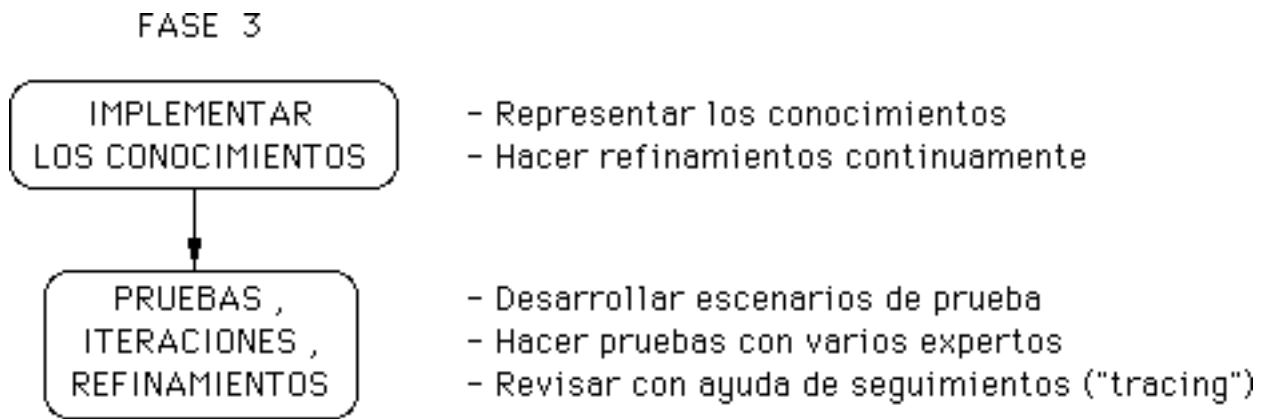 FASE 3
IMPLEMENTAR
LOS CONOCIMIENTOS
- Representar los conocimientos
- Hacer refinamientos continuamente
PRUEBAS ,
ITERACIONES ,
REFINAMIENTOS
- Desarrollar escenarios de prueba
- Hacer pruebas con varios expertos
- Revisar con ayuda de seguimientos ("tracing")